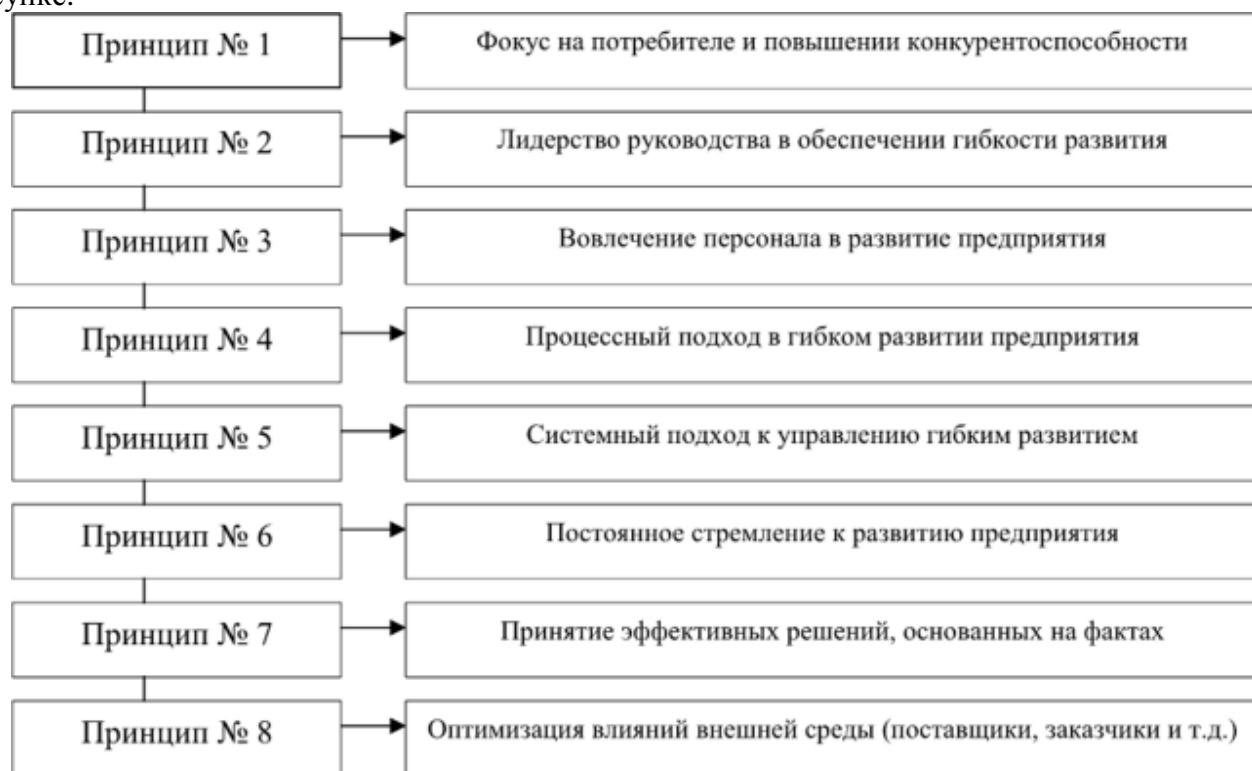 Принцип № 1
Фокус на потребителе и повышении конкурентоспособности
Принцип № 2
Лидерство руководства в обеспечении гибкости развития
Принцип № 3
Вовлечение персонала в развитие предприятия
Принцип № 4
Процессный подход в гибком развитии предприятия
Принцип № 5
Системный подход к управлению гибким развитием
Принцип № 6
Постоянное стремление к развитию предприятия
Принцип № 7
Принятие эффективных решений, основанных на фактах
Принцип № 8
Оптимизация влияний внешней среды (поставщики, заказчики и т.д.)